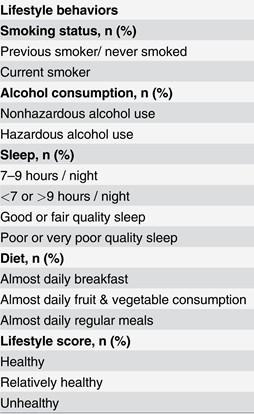 Lifestyle behaviors
Smoking status, n (%)
Previous smoker/ never smoked
Current smoker
Alcohol consumption, n (%)
Nonhazardous alcohol use
Hazardous alcohol use
Sleep, n (%)
7–9 hours / night
<7 or >9 hours / night
Good or fair quality sleep
Poor or very poor quality sleep
Diet, n (%)
Almost daily breakfast
Almost daily fruit & vegetable consumption
Almost daily regular meals
Lifestyle score, n (%)
Healthy
Relatively healthy
Unhealthy